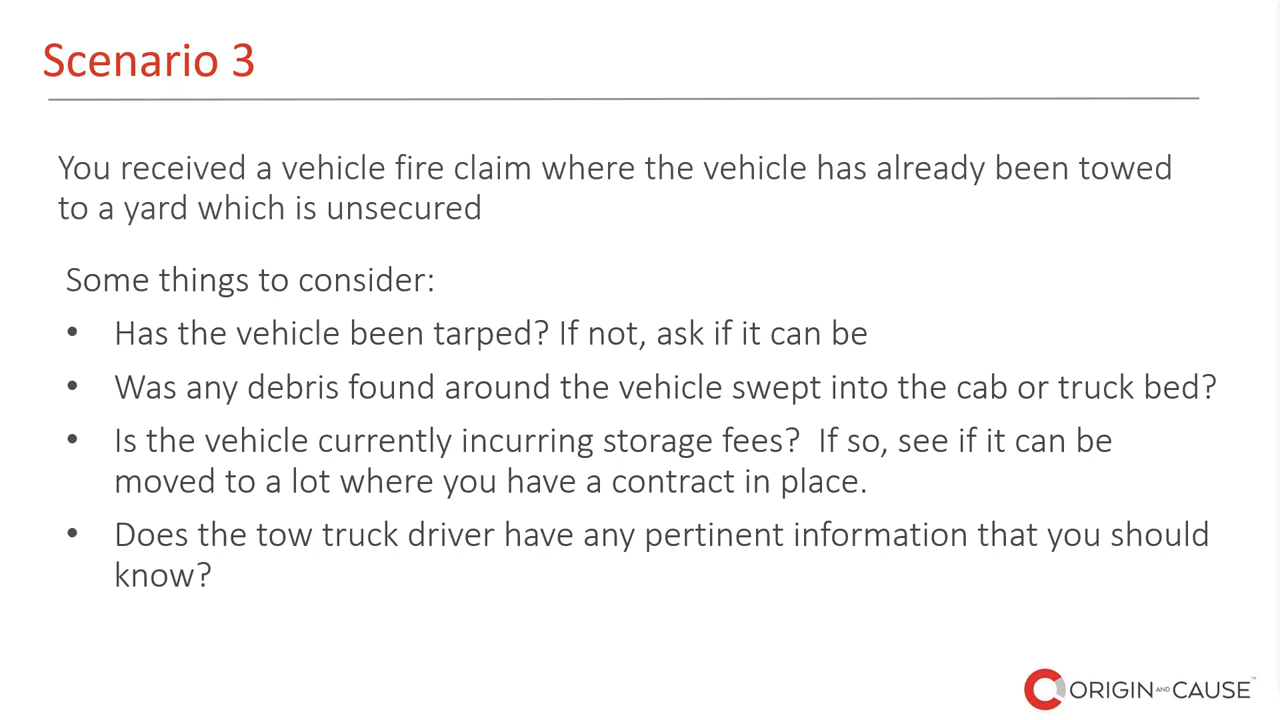 Scenario 3
You received a vehicle fire claim where the vehicle has already been towed
to a yard which is unsecured
Some things to consider:
• Has the vehicle been tarped? If not, ask if it can be
• Was any debris found around the vehicle swept into the cab or truck bed?
• Is the vehicle currently incurring storage fees?  If so, see if it can be
moved to a lot where you have a contract in place.
• Does the tow truck driver have any pertinent information that you should
know?
ORIGIN AND CAUSE™